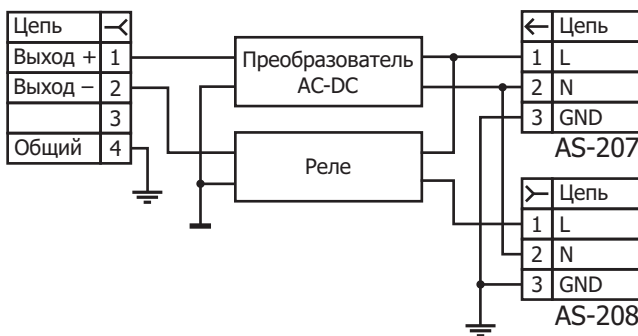 Цепь
Выход + 1
Выход – 2
3
Общий 4
Преобразователь
AC-DC
Реле
Цепь
1 L
2 N
3 GND
AS-207
Цепь
1 L
2 N
3 GND
AS-208